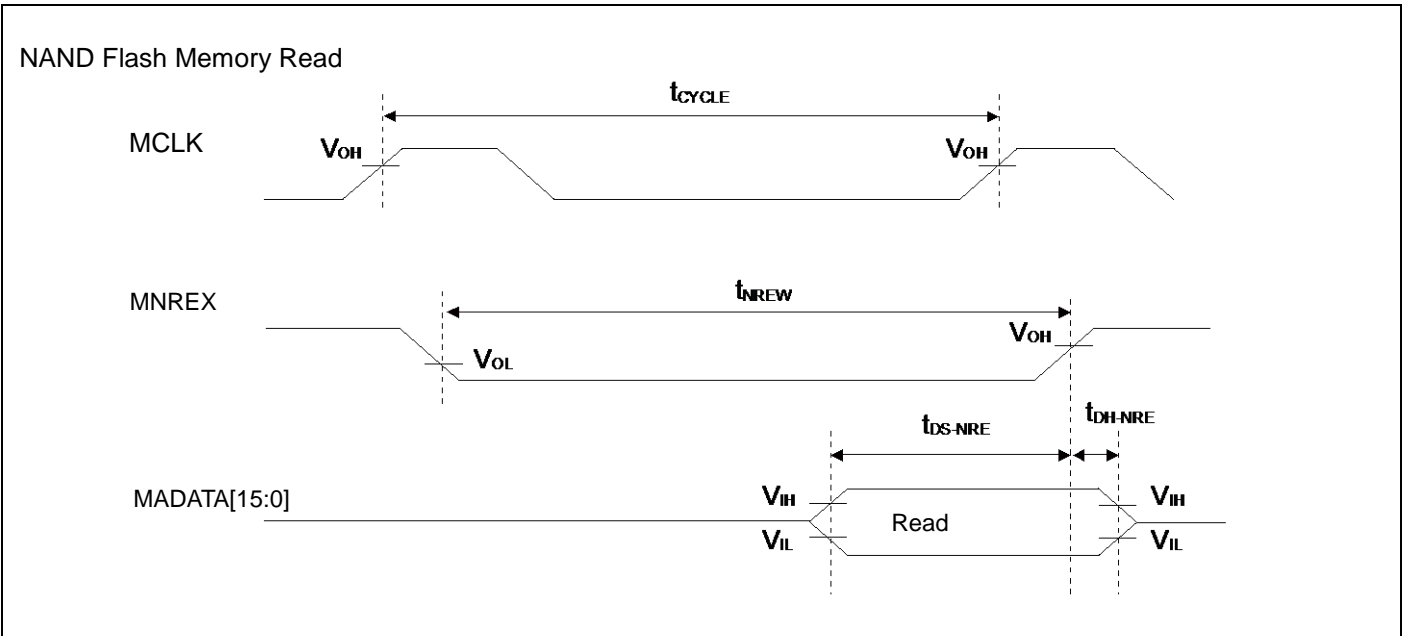 NAND Flash Memory Read
tCYCLE
MCLK
VOH
VOH
tNREW
MNREX
VOH
VOL
tDS-NRE
tDH-NRE
MADATA[15:0]
VIH
VIH
Read
VIL
VIL